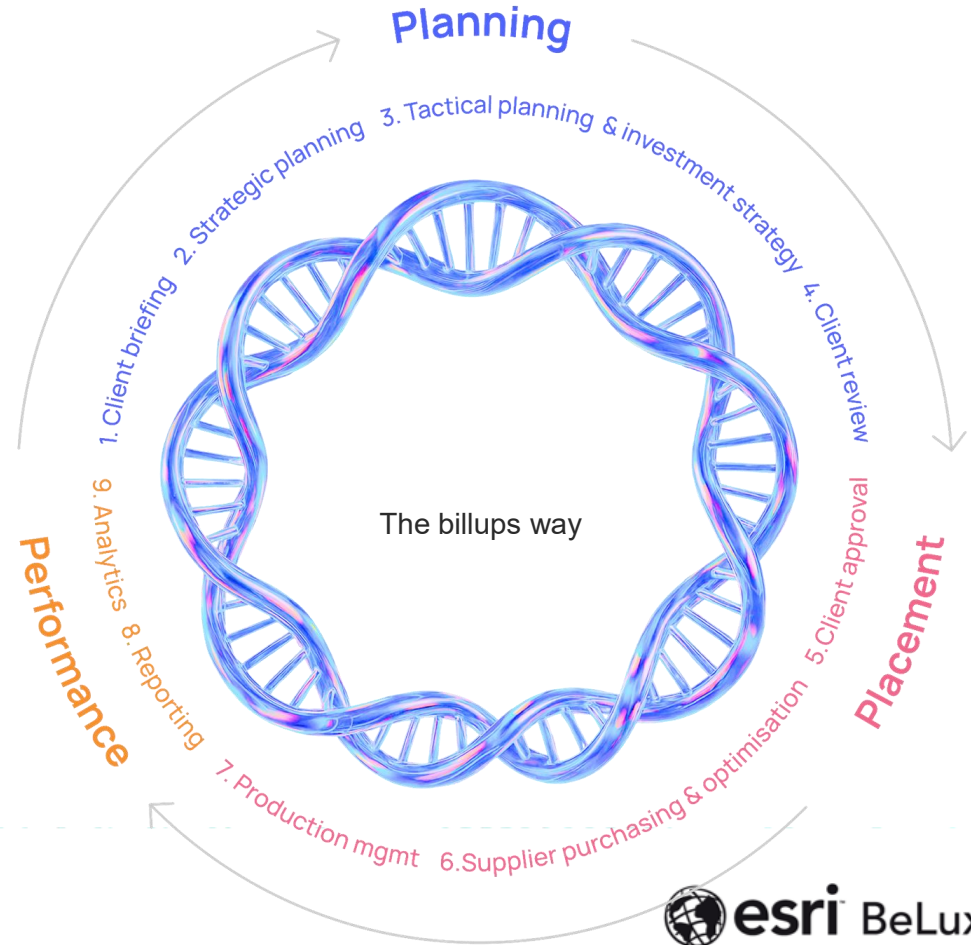 Planning
1. Client briefing
2. Strategic planning
3. Tactical planning & investment strategy
4. Client review
Placement
5.Client approval
6.Supplier purchasing & optimisation
7. Production mgmt
Performance
8. Reporting
9. Analytics
The billups way
esri BeLux